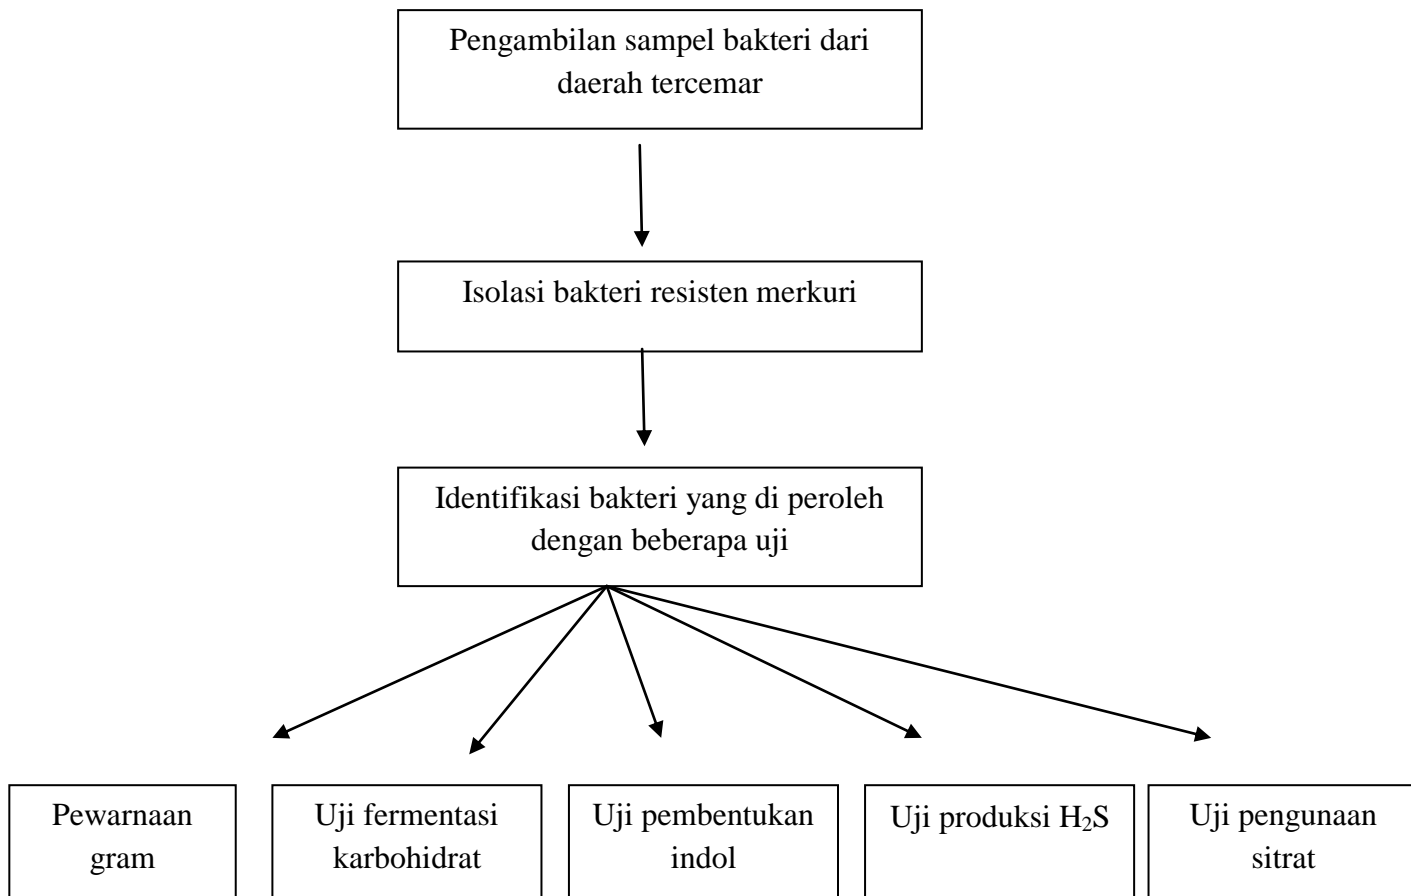 Pengambilan sampel bakteri dari
daerah tercemar
Isolasi bakteri resisten merkuri
Identifikasi bakteri yang di peroleh
dengan beberapa uji
Pewarnaan
gram
Uji fermentasi
karbohidrat
Uji pembentukan
indol
Uji produksi H₂S
Uji pengunaan
sitrat